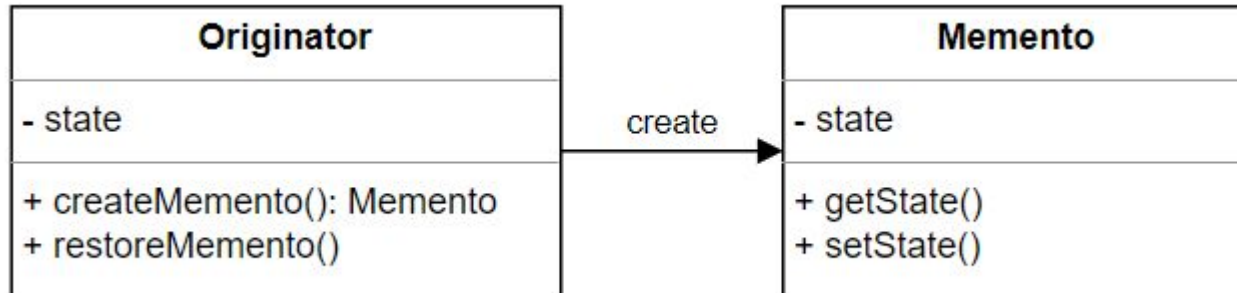 Originator
- state
+ createMemento(): Memento
+ restoreMemento()
create
Memento
- state
+ getState()
+ setState()